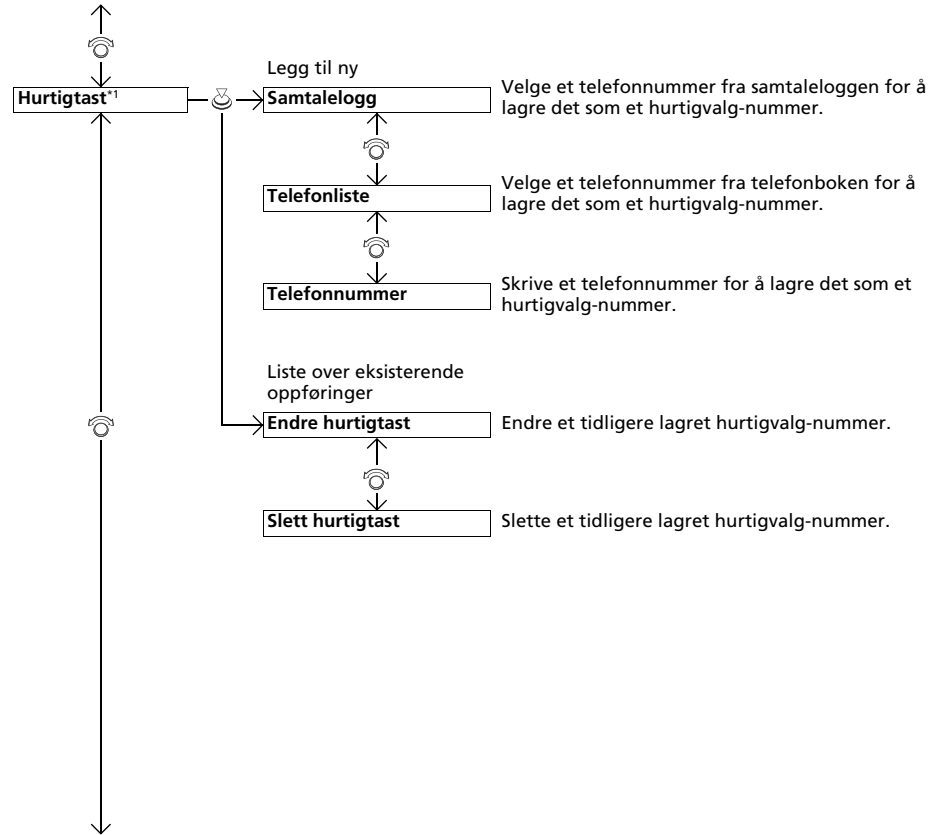 Legg til ny
Hurtigtast*1
Samtalelogg
Velge et telefonnummer fra samtaleloggen for å
lagre det som et hurtigvalg-nummer.
Telefonliste
Velge et telefonnummer fra telefonboken for å
lagre det som et hurtigvalg-nummer.
Telefonnummer
Skrive et telefonnummer for å lagre det som et
hurtigvalg-nummer.
Liste over eksisterende
oppføringer
Endre hurtigtast
Endre et tidligere lagret hurtigvalg-nummer.
Slett hurtigtast
Slette et tidligere lagret hurtigvalg-nummer.